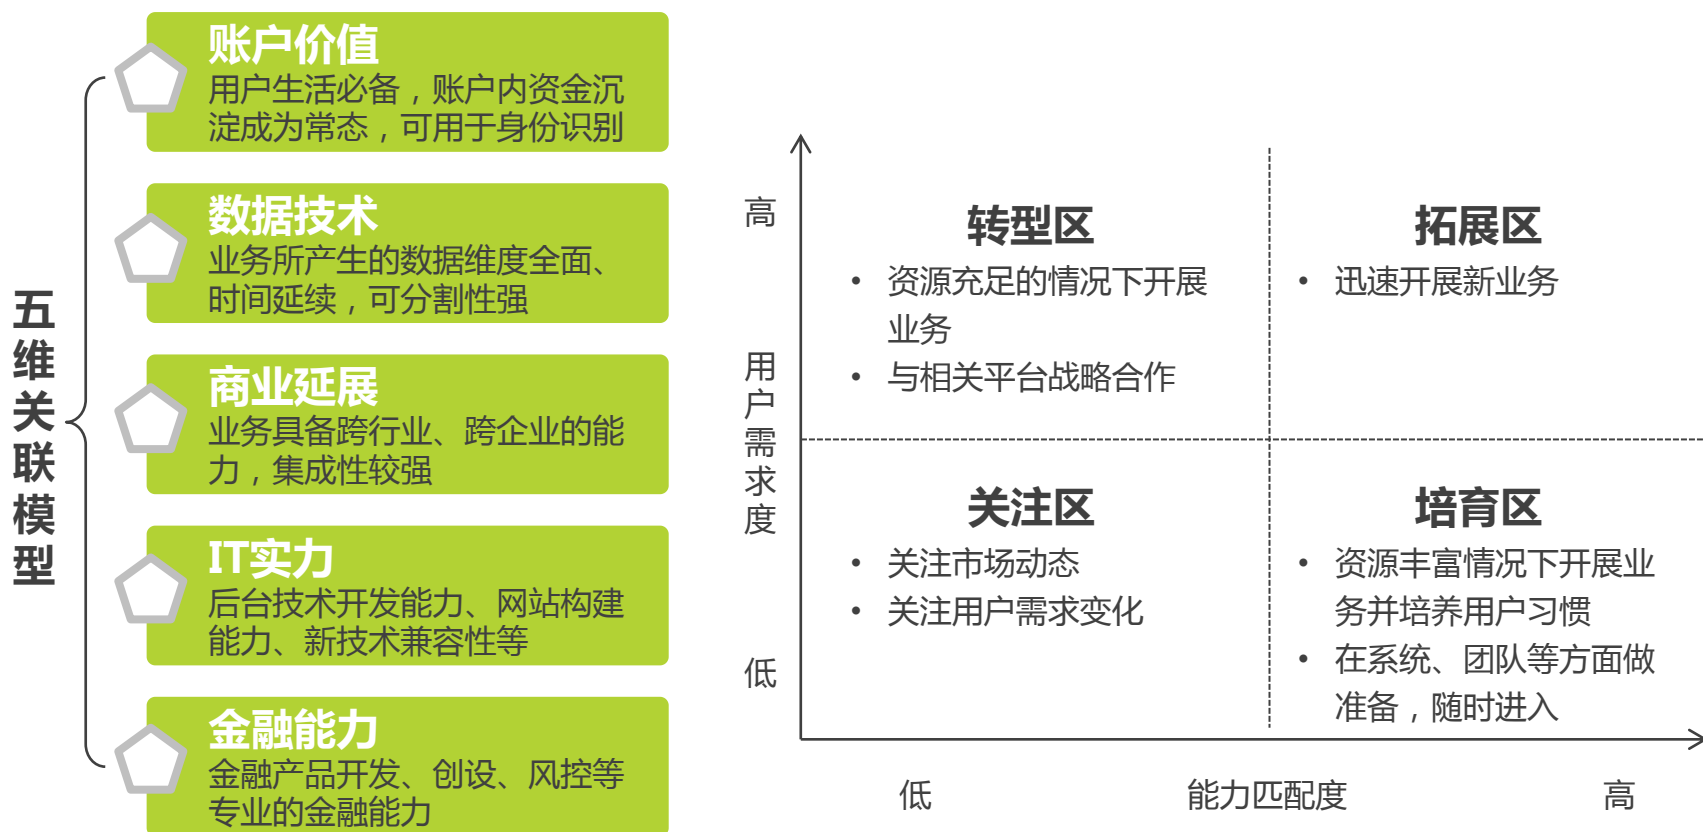 五维关联模型
账户价值
用户生活必备，账户内资金沉
淀成为常态，可用于身份识别
数据技术
业务所产生的数据维度全面、
时间延续，可分割性强
商业延展
业务具备跨行业、跨企业的能
力，集成性较强
IT实力
后台技术开发能力、网站构建
能力、新技术兼容性等
金融能力
金融产品开发、创设、风控等
专业的金融能力
高
用户需求度
低
转型区
• 资源充足的情况下开展
业务
• 与相关平台战略合作
拓展区
• 迅速开展新业务
关注区
• 关注市场动态
• 关注用户需求变化
培育区
• 资源丰富情况下开展业
务并培养用户习惯
• 在系统、团队等方面做
准备，随时进入
低
能力匹配度
高